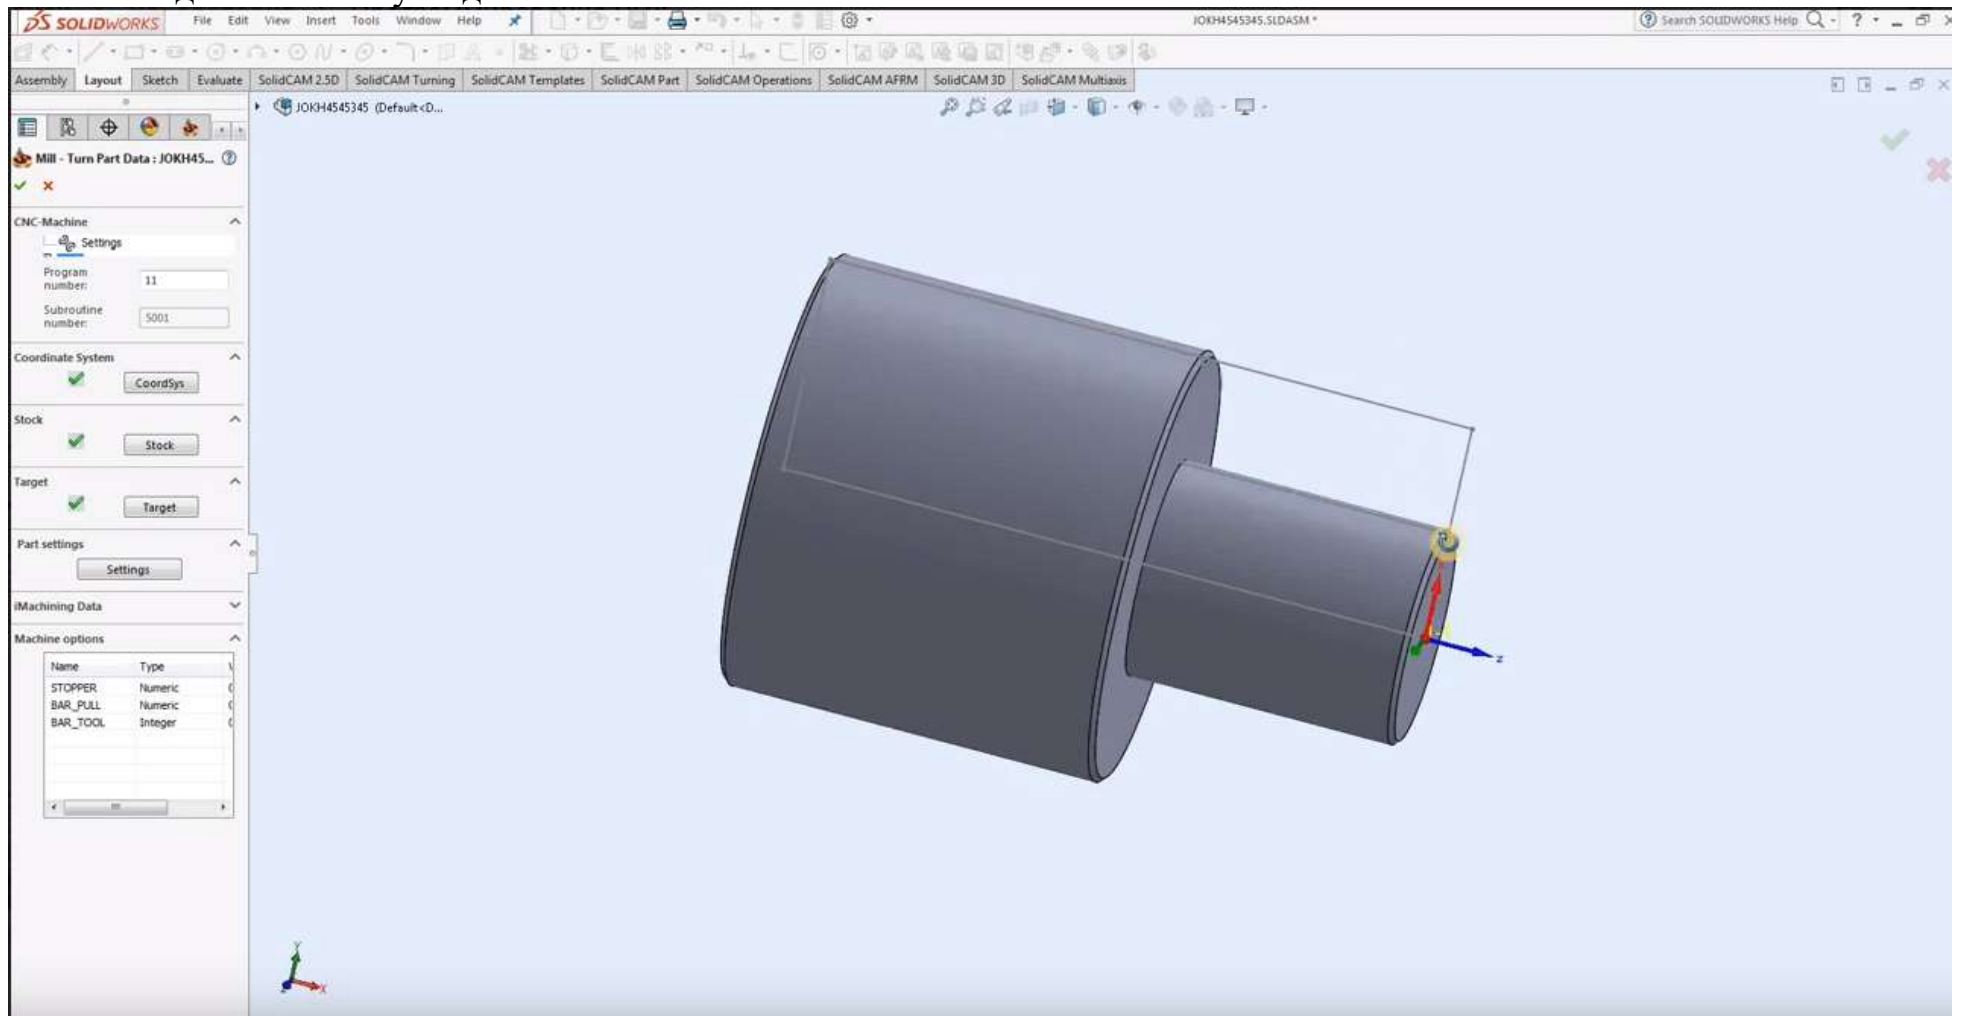 SOLIDWORKS File Edit View Insert Tools Window Help JOKH4545345.SLDASM * Search SOLIDWORKS Help
Assembly Layout Sketch Evaluate SolidCAM 2.5D SolidCAM Turning SolidCAM Templates SolidCAM Part SolidCAM Operations SolidCAM AFRM SolidCAM 3D SolidCAM Multiaxis
JOKH4545345 (Default<D...
Mill - Turn Part Data : JOKH45...
CNC-Machine
Settings
Program number: 11
Subroutine number: 5001
Coordinate System
CoordSys
Stock
Stock
Target
Target
Part settings
Settings
iMachining Data
Machine options
Name Type
STOPPER Numeric
BAR_PULL Numeric
BAR_TOOL Integer
z
Y
Z X